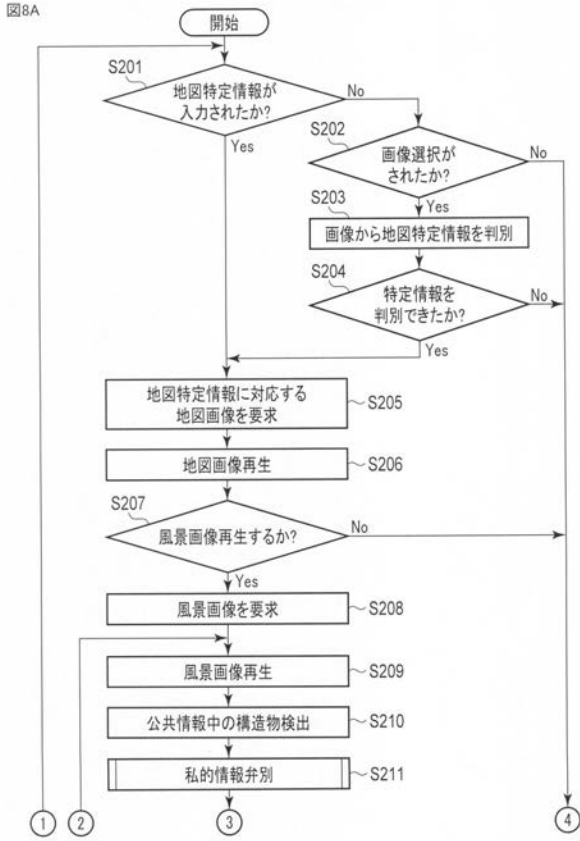 図8A
開始
S201
地図特定情報が
入力されたか?
No
Yes
S202
画像選択が
されたか?
No
Yes
S203
画像から地図特定情報を判別
S204
特定情報を
判別できたか?
No
Yes
地図特定情報に対応する
地図画像を要求
S205
地図画像再生
S206
S207
風景画像再生するか?
No
Yes
風景画像を要求
S208
風景画像再生
S209
公共情報中の構造物検出
S210
私的情報弁別
S211
1
2
3
4